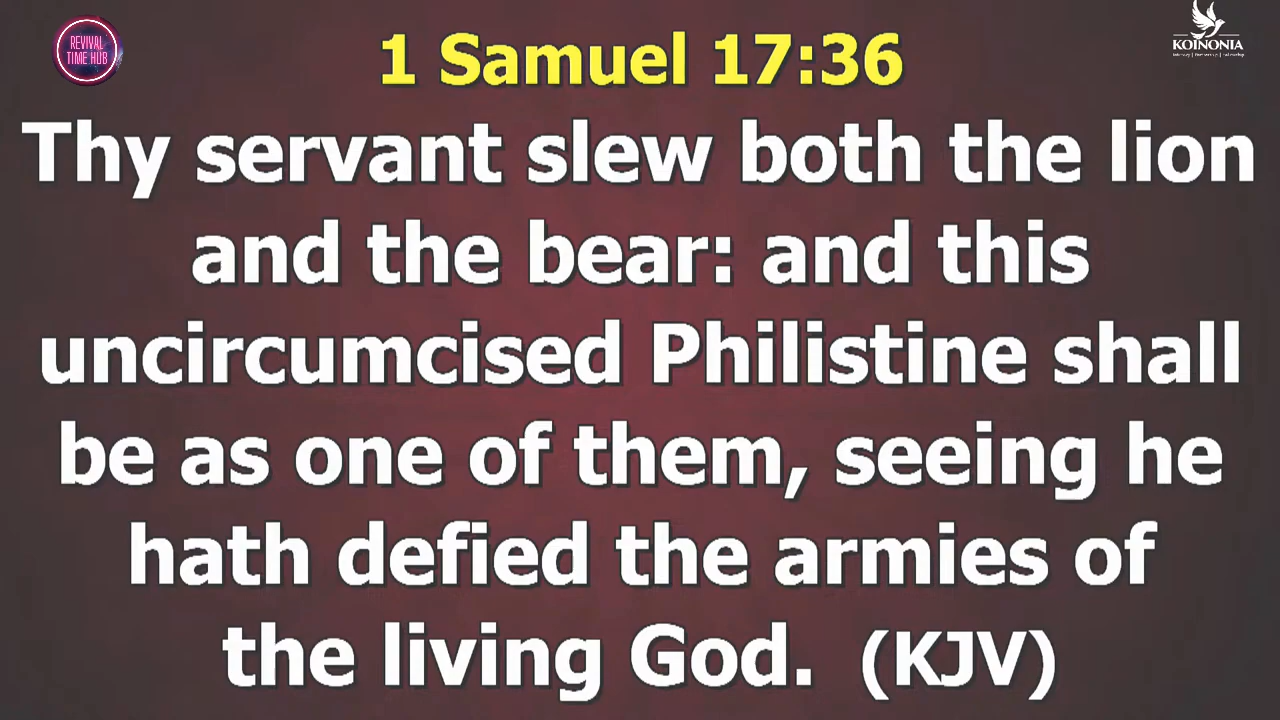 REVIVAL
TIME HUB
KOINONIA
1 Samuel 17:36
Thy servant slew both the lion
and the bear: and this
uncircumcised Philistine shall
be as one of them, seeing he
hath defied the armies of
the living God. (KJV)